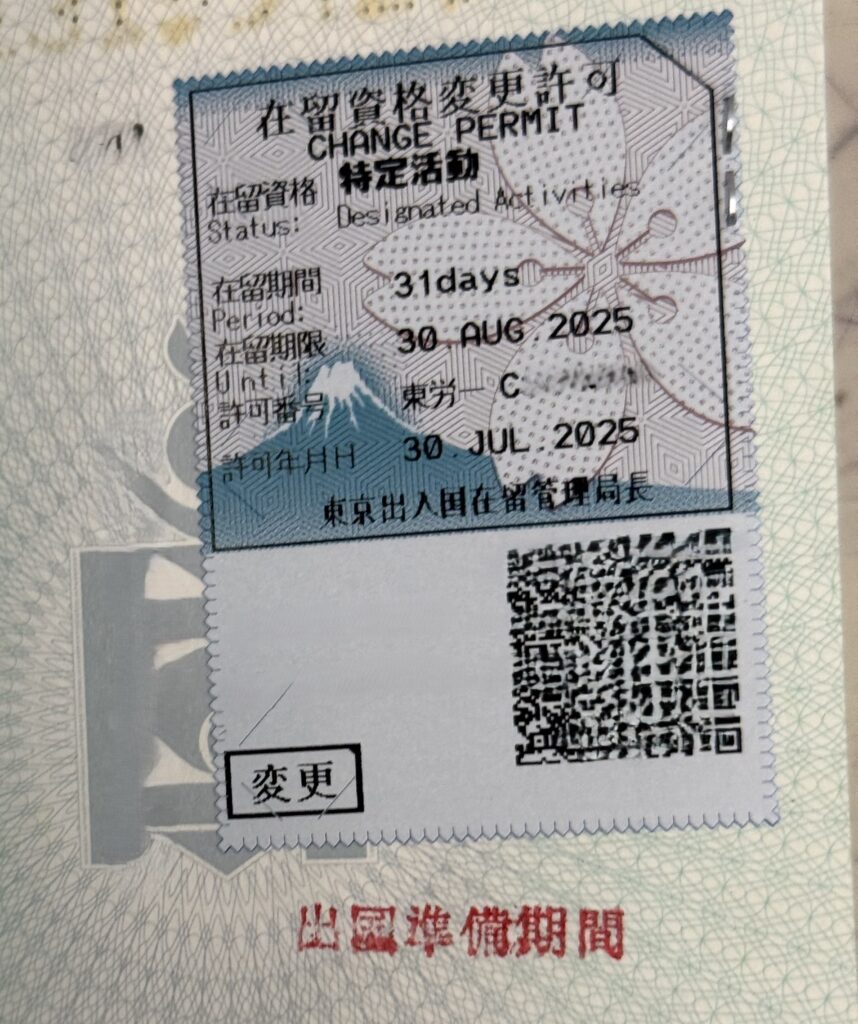 在留資格変更許可
CHANGE PERMIT
在留資格 特定活動
Status: Designated Activities
在留期間 31days
Period:
在留期限 30.AUG.2025
Until:
許可番号 東労一 C
許可年月日 30.JUL.2025
東京出入国在留管理局長
変更
出國準備期間